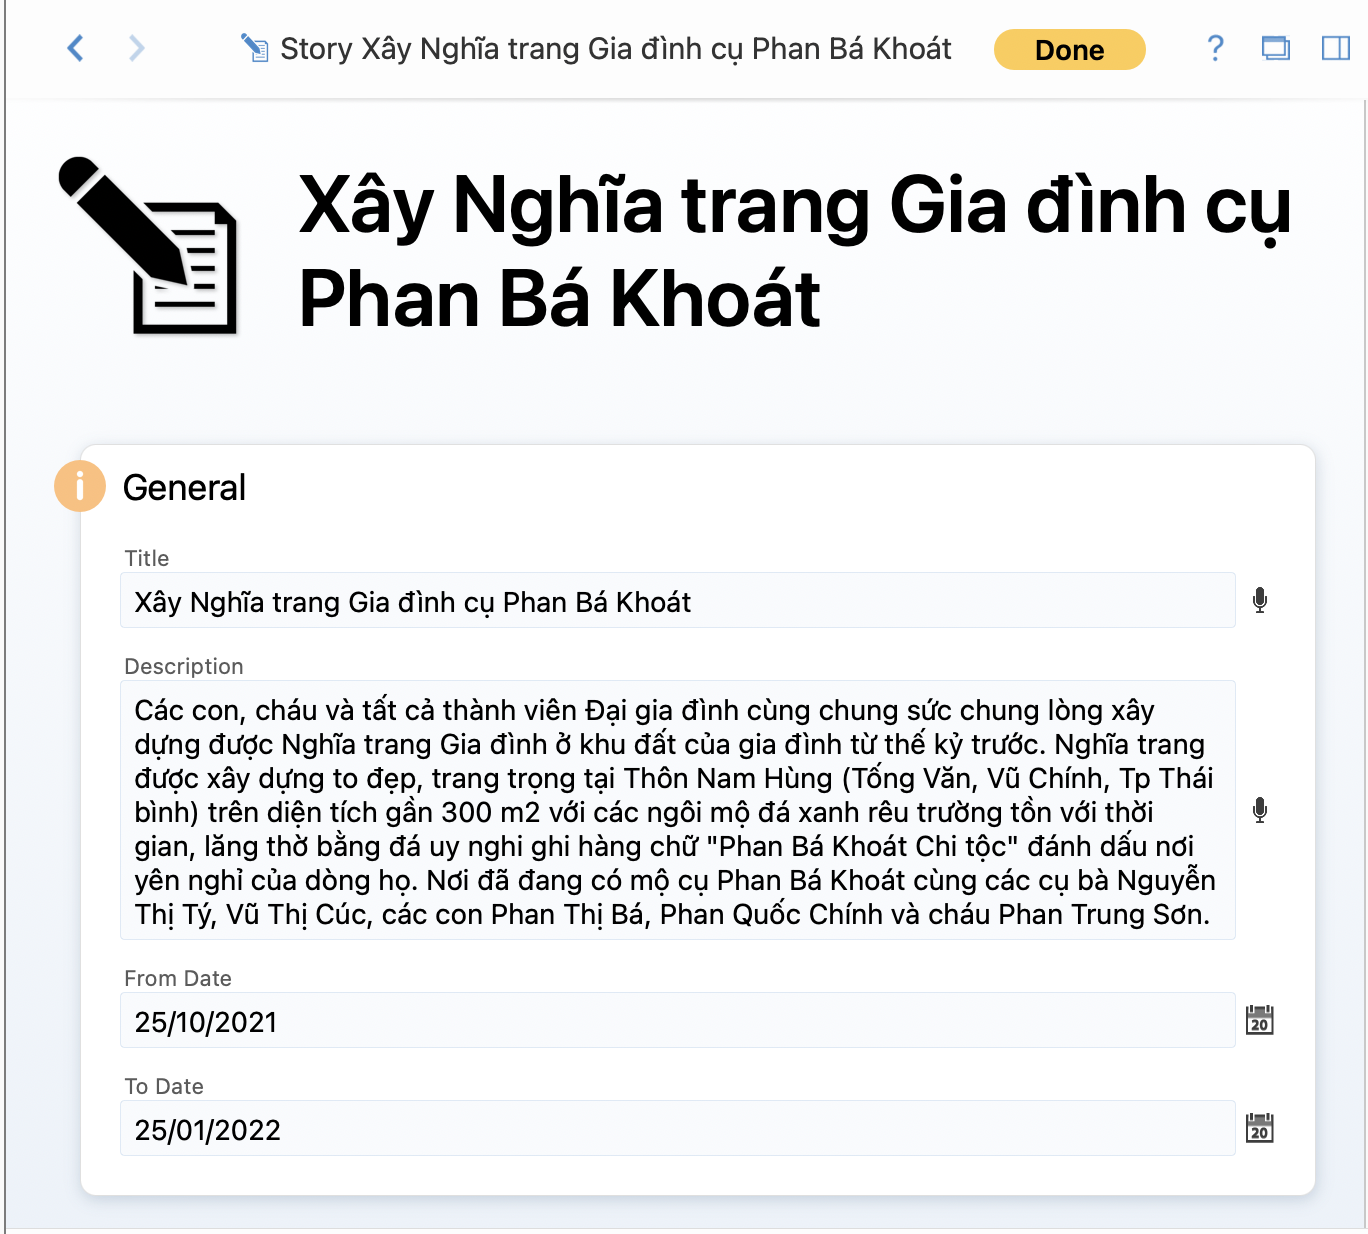 Story Xây Nghĩa trang Gia đình cụ Phan Bá Khoát
Done
?
Xây Nghĩa trang Gia đình cụ
Phan Bá Khoát
i
General
Title
Xây Nghĩa trang Gia đình cụ Phan Bá Khoát
Description
Các con, cháu và tất cả thành viên Đại gia đình cùng chung sức chung lòng xây
dựng được Nghĩa trang Gia đình ở khu đất của gia đình từ thế kỷ trước. Nghĩa trang
được xây dựng to đẹp, trang trọng tại Thôn Nam Hùng (Tống Văn, Vũ Chính, Tp Thái
bình) trên diện tích gần 300 m2 với các ngôi mộ đá xanh rêu trường tồn với thời
gian, lăng thờ bằng đá uy nghi ghi hàng chữ "Phan Bá Khoát Chi tộc" đánh dấu nơi
yên nghỉ của dòng họ. Nơi đã đang có mộ cụ Phan Bá Khoát cùng các cụ bà Nguyễn
Thị Tý, Vũ Thị Cúc, các con Phan Thị Bá, Phan Quốc Chính và cháu Phan Trung Sơn.
From Date
25/10/2021
20
To Date
25/01/2022
20